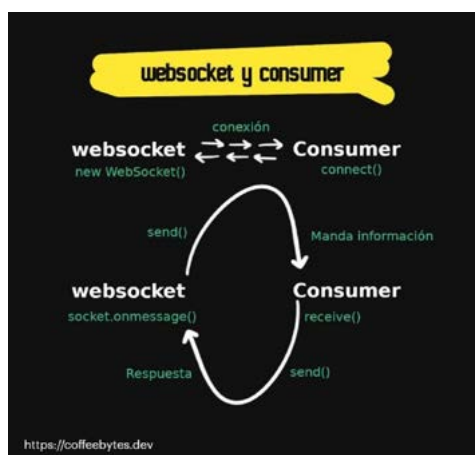 websocket y consumer
conexión
websocket
Consumer
new WebSocket()
connect()
send()
Manda información
websocket
Consumer
socket.onmessage()
receive()
Respuesta
send()
https://coffeebytes.dev